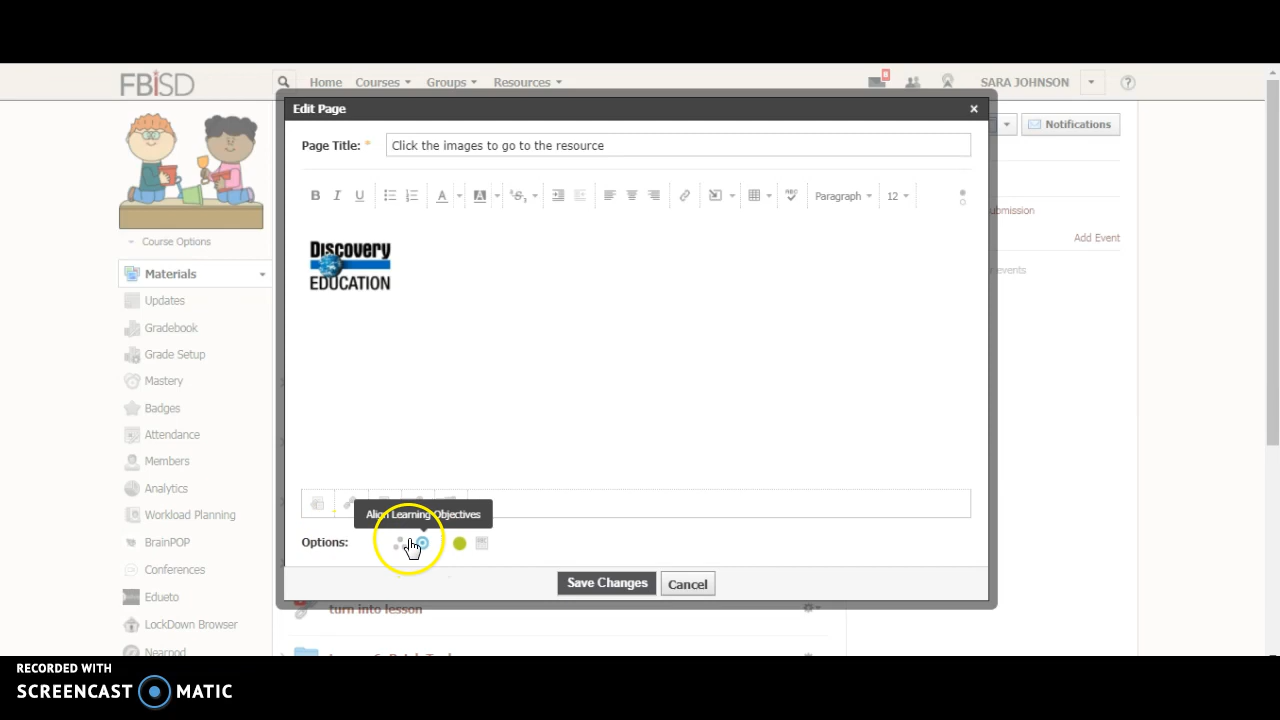 FBISD
Home Courses Groups Resources
SARA JOHNSON
Edit Page
Notifications
Page Title: * Click the images to go to the resource
B I U
ABC
Paragraph 12
ubmission
Course Options
Add Event
Discovery
EDUCATION
Materials
events
Updates
Gradebook
Grade Setup
Mastery
Badges
Attendance
Members
Analytics
Align Learning Objectives
Workload Planning
Options:
BrainPOP
Conferences
Save Changes Cancel
Edueto
turn into lesson
LockDown Browser
Nearpod
RECORDED WITH
SCREENCAST MATIC